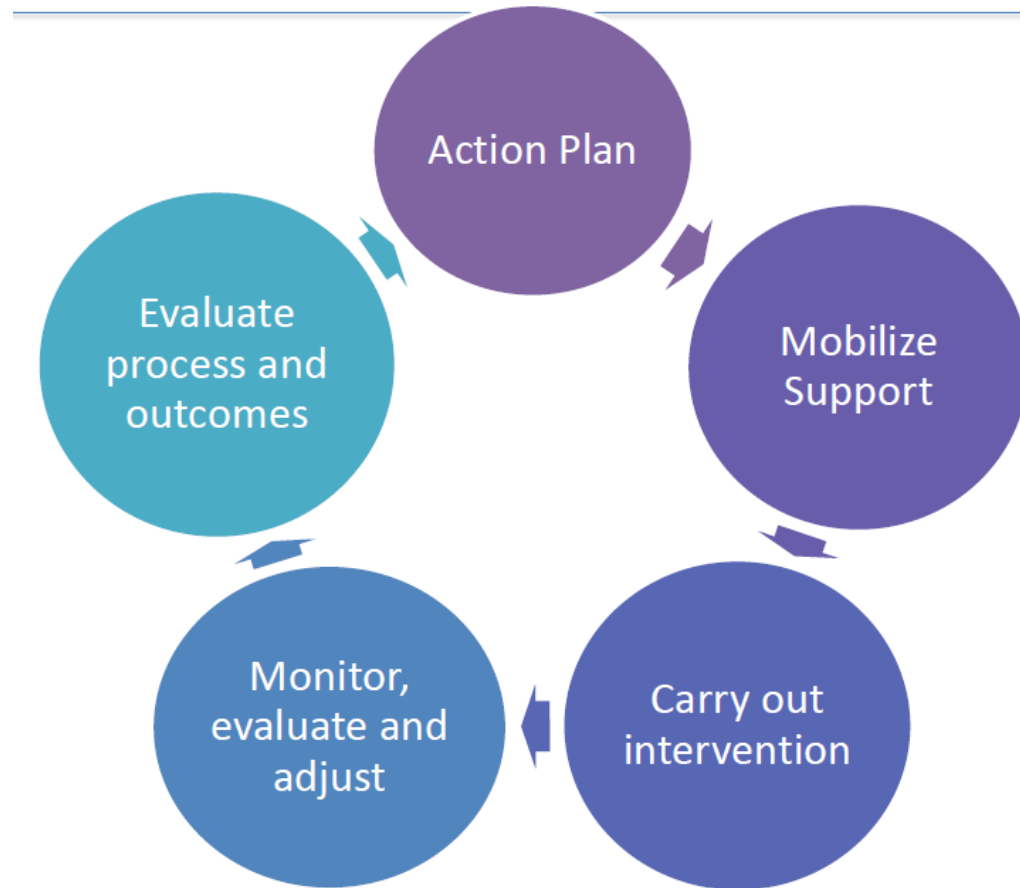 Action Plan
Mobilize
Support
Carry out
intervention
Monitor,
evaluate and
adjust
Evaluate
process and
outcomes